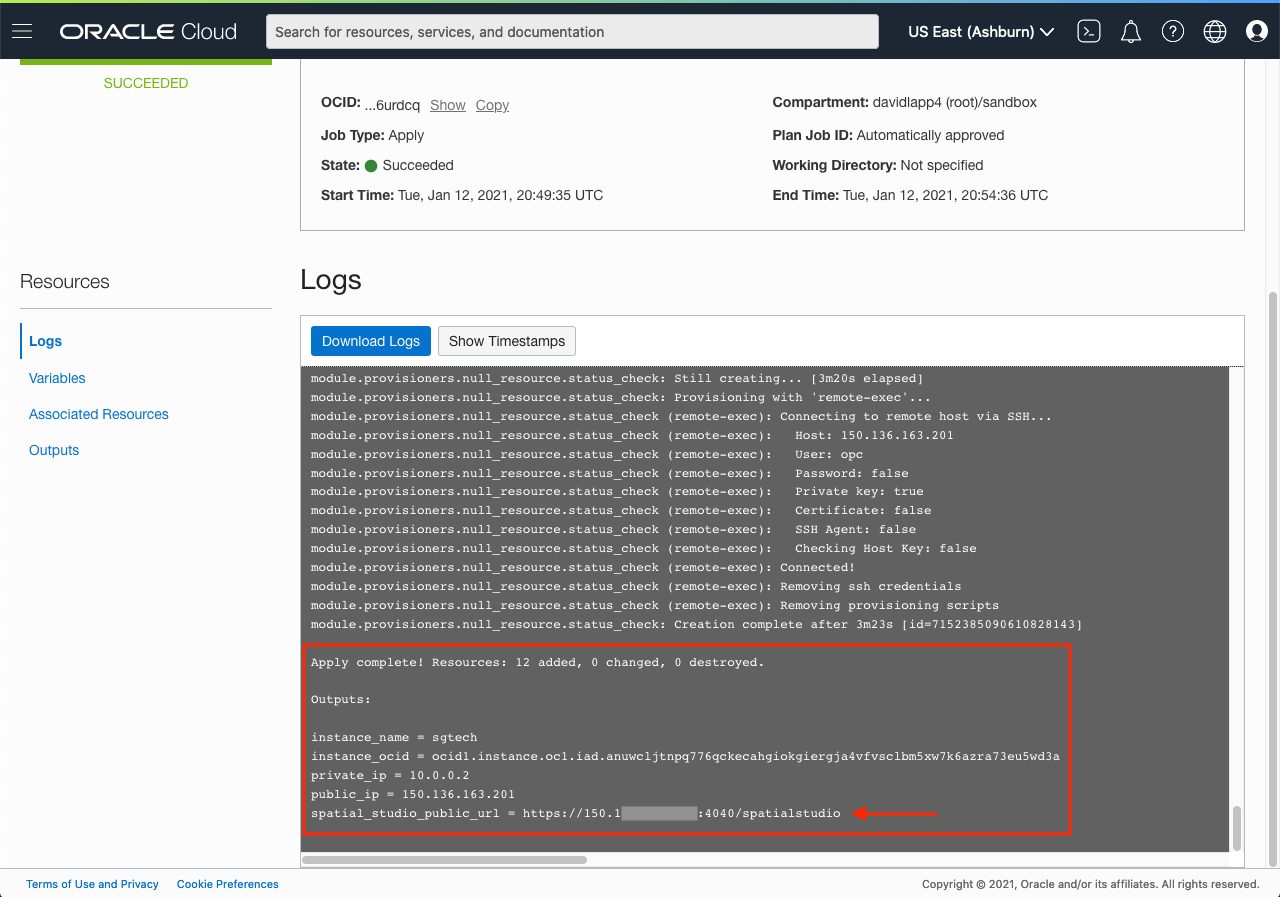 ORACLE Cloud
Search for resources, services, and documentation
US East (Ashburn)
SUCCEEDED
OCID: ...6urdcq Show Copy
Compartment: davidlapp4 (root)/sandbox
Job Type: Apply
Plan Job ID: Automatically approved
State: Succeeded
Working Directory: Not specified
Start Time: Tue, Jan 12, 2021, 20:49:35 UTC
End Time: Tue, Jan 12, 2021, 20:54:36 UTC
Resources
Logs
Variables
Associated Resources
Outputs
Logs
Download Logs
Show Timestamps
module.provisioners.null_resource.status_check: Still creating... [3m20s elapsed]
module.provisioners.null_resource.status_check: Provisioning with 'remote-exec'...
module.provisioners.null_resource.status_check (remote-exec): Connecting to remote host via SSH...
module.provisioners.null_resource.status_check (remote-exec):   Host: 150.136.163.201
module.provisioners.null_resource.status_check (remote-exec):   User: opc
module.provisioners.null_resource.status_check (remote-exec):   Password: false
module.provisioners.null_resource.status_check (remote-exec):   Private key: true
module.provisioners.null_resource.status_check (remote-exec):   Certificate: false
module.provisioners.null_resource.status_check (remote-exec):   SSH Agent: false
module.provisioners.null_resource.status_check (remote-exec):   Checking Host Key: false
module.provisioners.null_resource.status_check (remote-exec): Connected!
module.provisioners.null_resource.status_check (remote-exec): Removing ssh credentials
module.provisioners.null_resource.status_check (remote-exec): Removing provisioning scripts
module.provisioners.null_resource.status_check: Creation complete after 3m23s [id=7152385090610828143]
Apply complete! Resources: 12 added, 0 changed, 0 destroyed.
Outputs:
instance_name = sgtech
instance_ocid = ocid1.instance.oc1.iad.anuwcljtnpq776qckecahgiokgiergja4vfvsclbm5xw7k6azra73eu5wd3a
private_ip = 10.0.0.2
public_ip = 150.136.163.201
spatial_studio_public_url = https://150.1 :4040/spatialstudio
Terms of Use and Privacy
Cookie Preferences
Copyright © 2021, Oracle and/or its affiliates. All rights reserved.